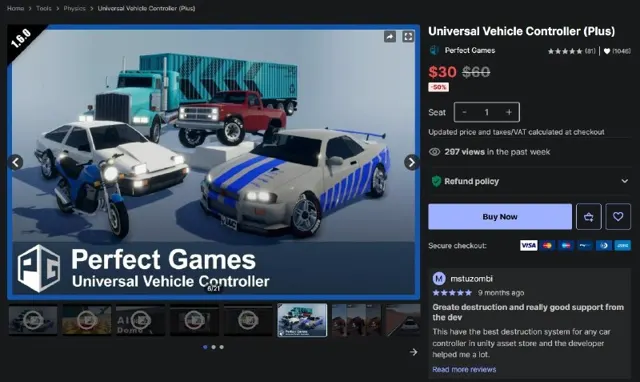 Home > Tools > Physics > Universal Vehicle Controller (Plus)
1.6.0
Perfect Games
Universal Vehicle Controller
6/21
Universal Vehicle Controller (Plus)
Perfect Games
★★★★★ (81) | ♥ (1046)
$30 $60
-50%
Seat - 1 +
Updated price and taxes/VAT calculated at checkout
297 views in the past week
Refund policy
Buy Now
Secure checkout:
VISA
M
mstuzombi
★★★★★ 9 months ago
Greate destruction and really good support from
the dev
This have the best destruction system for any car
controller in unity asset store and the developer
helped me a lot.
Read more reviews